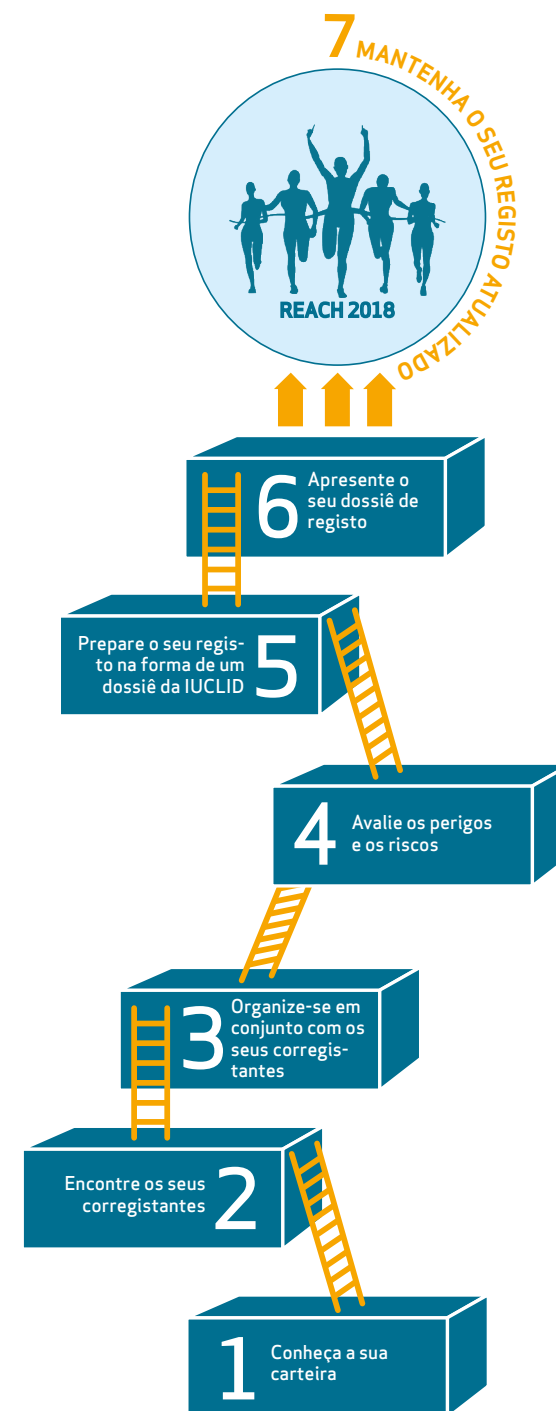 7 MANTENHA O SEU REGISTO ATUALIZADO
REACH 2018
6
Apresente o
seu dossiê de
registo
Prepare o seu regis-
to na forma de um
dossiê da IUCLID
5
4
Avalie os perigos
e os riscos
3
Organize-se em
conjunto com os
seus corregis-
tantes
Encontre os seus
corregistantes
2
1
Conheça a sua
carteira